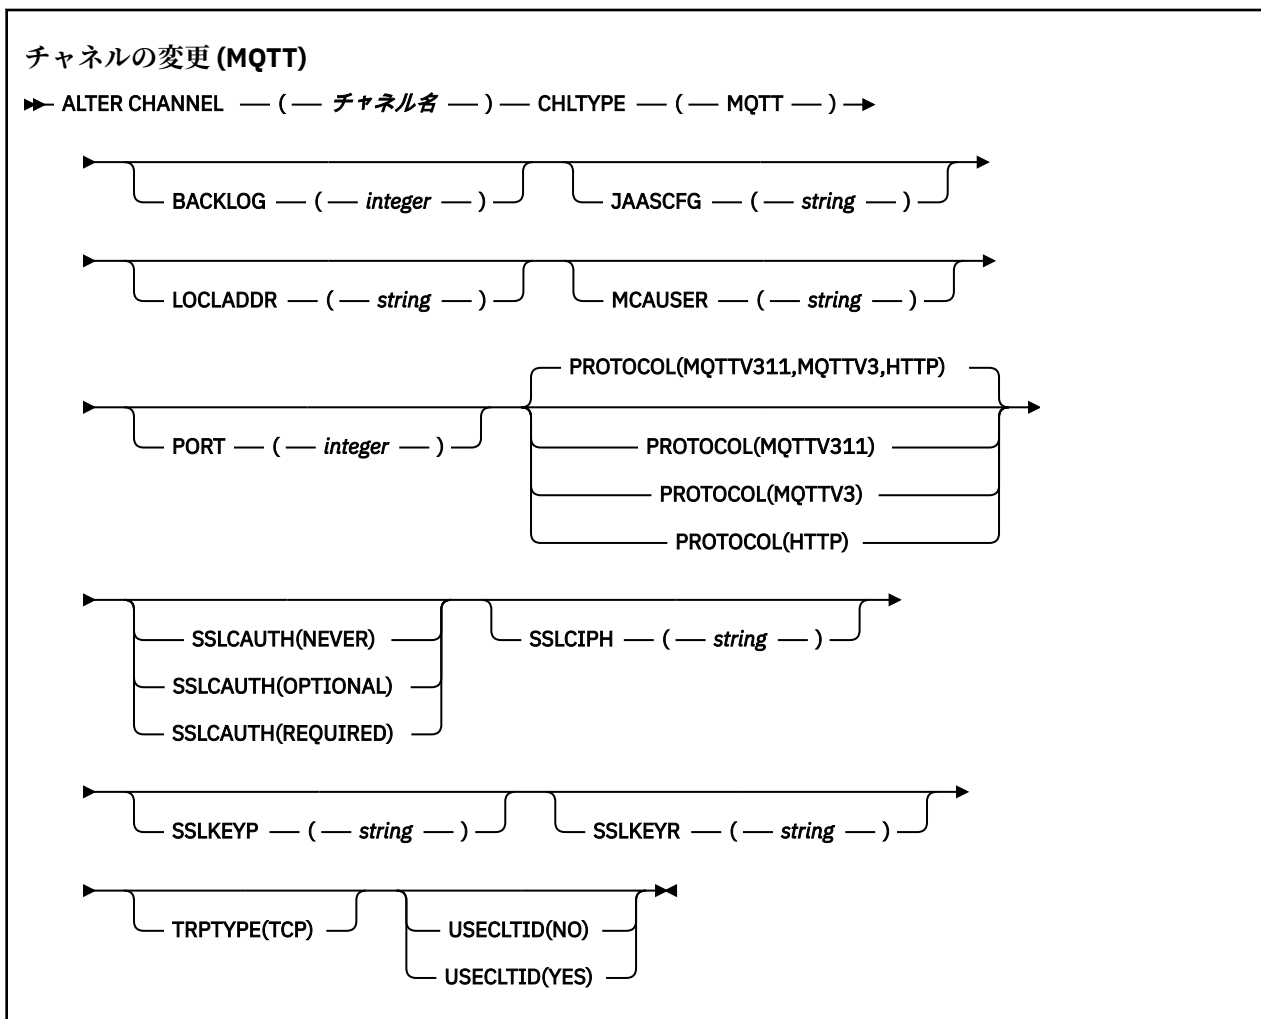 チャネルの変更 (MQTT)
ALTER CHANNEL ( チャネル名 ) CHLTYPE ( MQTT )
BACKLOG ( integer ) JAASCFG ( string )
LOCLADDR ( string ) MCAUSER ( string )
PROTOCOL(MQTTV311,MQTTV3,HTTP)
PORT ( integer ) PROTOCOL(MQTTV311)
PROTOCOL(MQTTV3)
PROTOCOL(HTTP)
SSLCAUTH(NEVER) SSLCIPH ( string )
SSLCAUTH(OPTIONAL)
SSLCAUTH(REQUIRED)
SSLKEYP ( string ) SSLKEYR ( string )
TRPTYPE(TCP) USECLTID(NO)
USECLTID(YES)